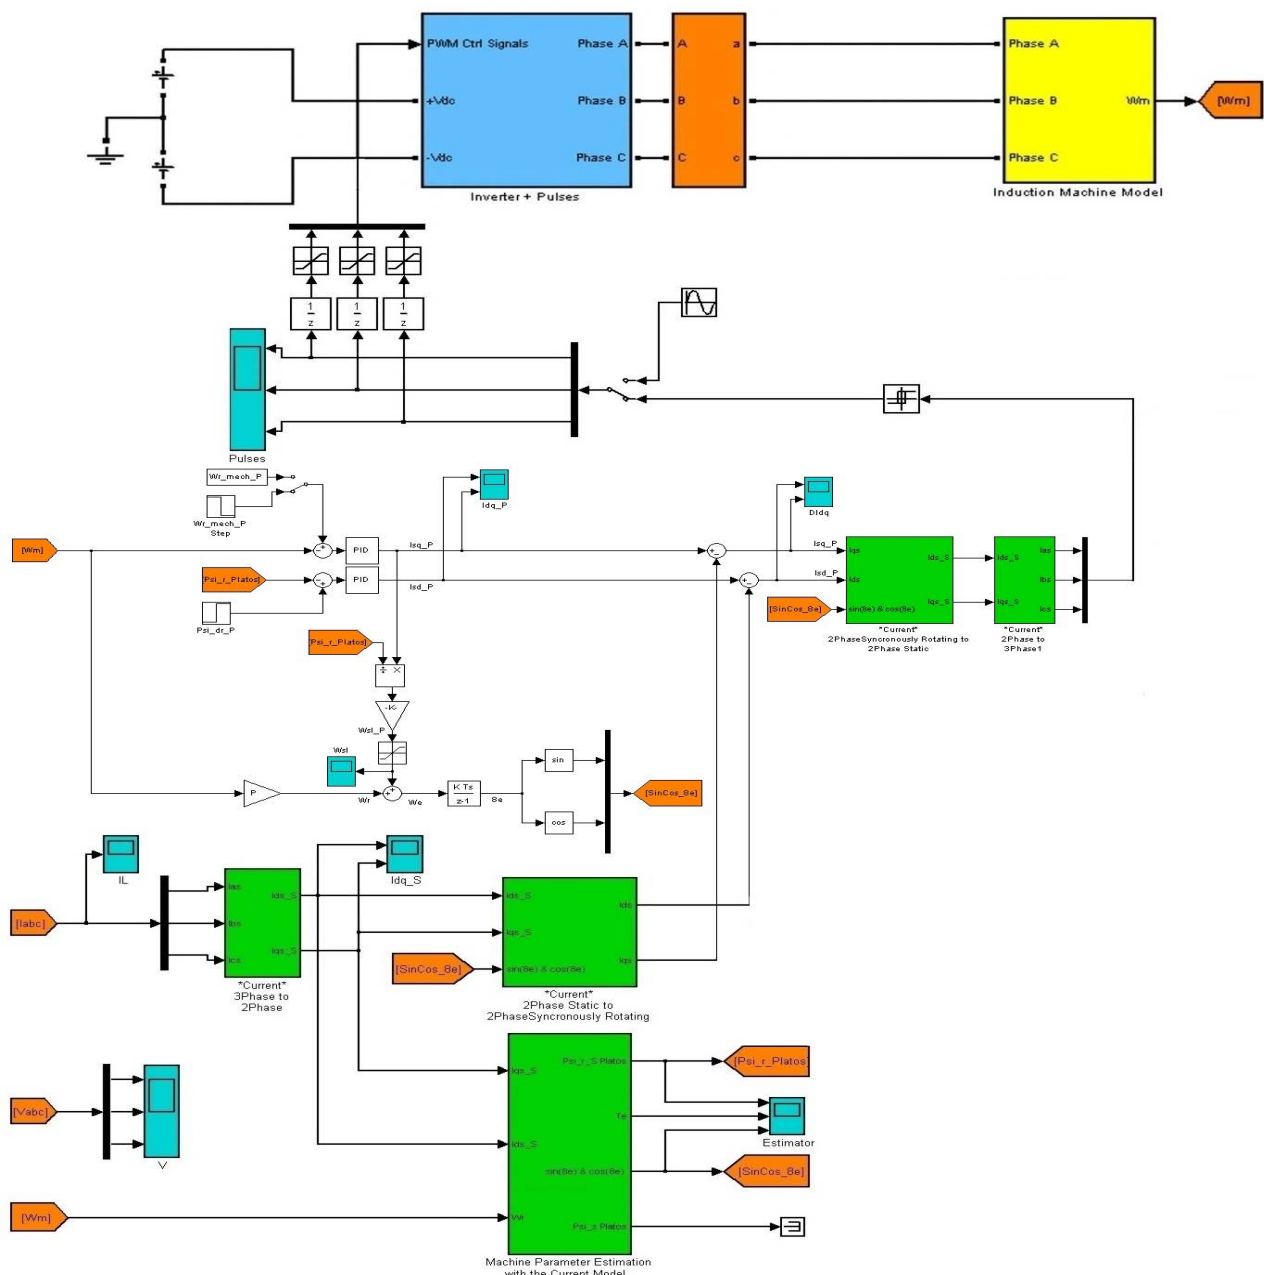 PWM Ctrl Signals
+Vdc
-Vdc
Phase A
Phase B
Phase C
Inverter + Pulses
A
B
C
a
b
c
Phase A
Phase B
Phase C
Wm
Induction Machine Model
[Wm]
1
z
1
z
1
z
Pulses
Wr_mech_P
Wr_mech_P
Step
[Wm]
PID
PID
Isq_P
Isd_P
Idq_P
[Psi_r_Platos]
Psi_dr_P
[Psi_r_Platos]
÷ ×
-K-
Wsl_P
Wsl
P
Wr
We
K Ts
z-1
8e
sin
cos
[SinCos_8e]
DIdq
Isq_P
Isd_P
[SinCos_8e]
Iqs
Ids
sin(8e) & cos(8e)
Ids_S
Iqs_S
*Current*
2PhaseSyncronously Rotating to
2Phase Static
Ids_S
Iqs_S
Ias
Ibs
Ics
*Current*
2Phase to
3Phase1
IL
[Iabc]
Ias
Ibs
Ics
Ids_S
Iqs_S
*Current*
3Phase to
2Phase
Idq_S
[SinCos_8e]
Ids_S
Iqs_S
sin(8e) & cos(8e)
Ids
Iqs
*Current*
2Phase Static to
2PhaseSyncronously Rotating
[Vabc]
V
[Wm]
Iqs_S
Ids_S
Wr
Psi_r_S Platos
Te
sin(8e) & cos(8e)
Psi_s Platos
Machine Parameter Estimation
with the Current Model
[Psi_r_Platos]
Estimator
[SinCos_8e]